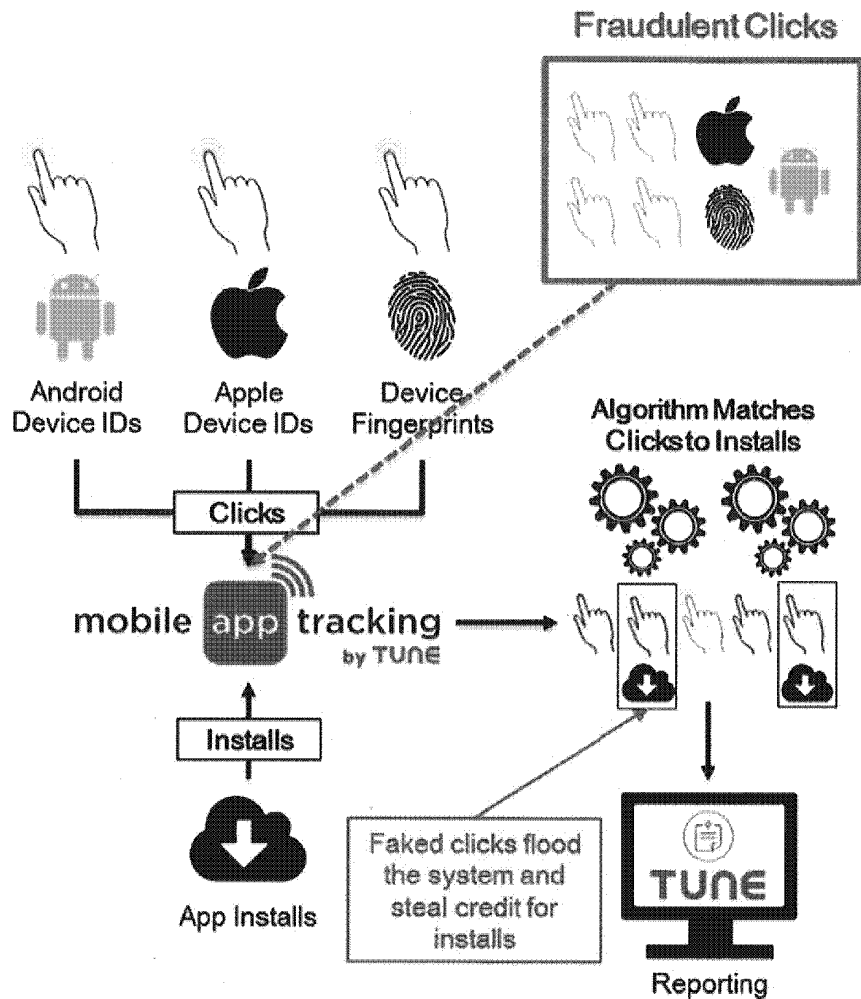 Fraudulent Clicks
Android
Device IDs
Apple
Device IDs
Device
Fingerprints
Clicks
mobile app tracking
by TUNE
Installs
App Installs
Algorithm Matches
Clicks to Installs
Faked clicks flood
the system and
steal credit for
installs
TUNE
Reporting